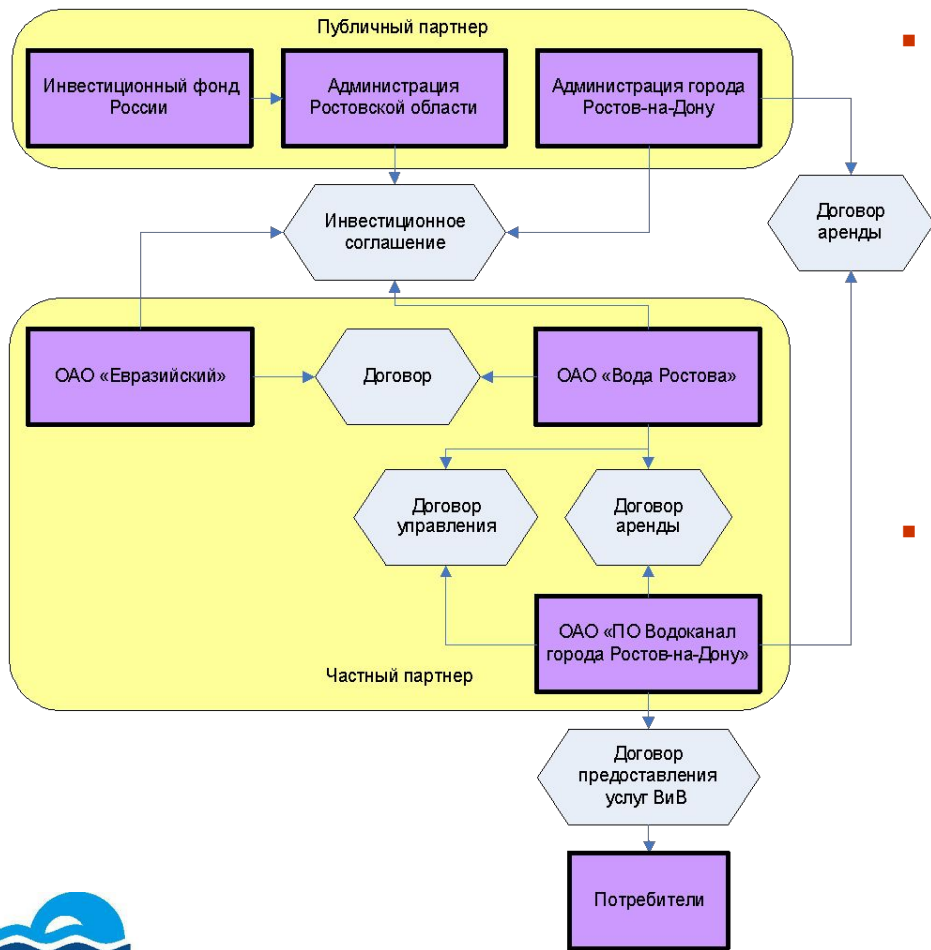 Публичный партнер
Инвестиционный фонд
России
Администрация
Ростовской области
Администрация города
Ростов-на-Дону
Инвестиционное
соглашение
Договор
аренды
ОАО «Евразийский»
Договор
ОАО «Вода Ростова»
Договор
управления
Договор
аренды
ОАО «ПО Водоканал
города Ростов-на-Дону»
Частный партнер
Договор
предоставления
услуг ВиВ
Потребители